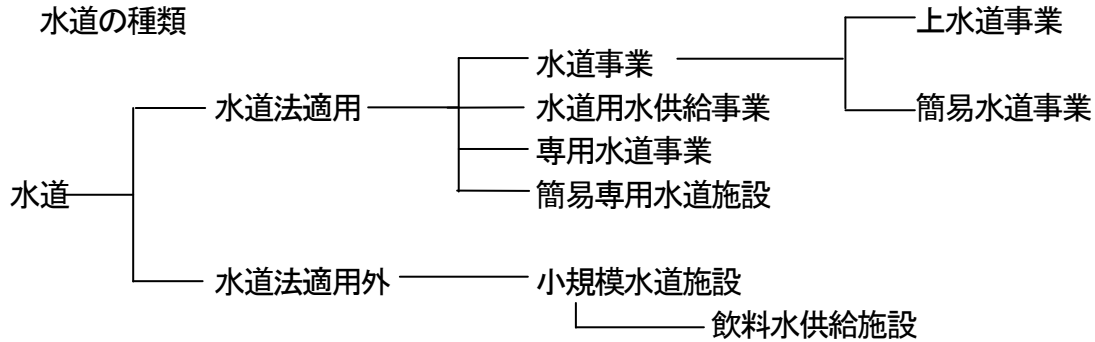 水道の種類
上水道事業
水道事業
水道法適用
水道用水供給事業
簡易水道事業
専用水道事業
水道
簡易専用水道施設
水道法適用外
小規模水道施設
飲料水供給施設